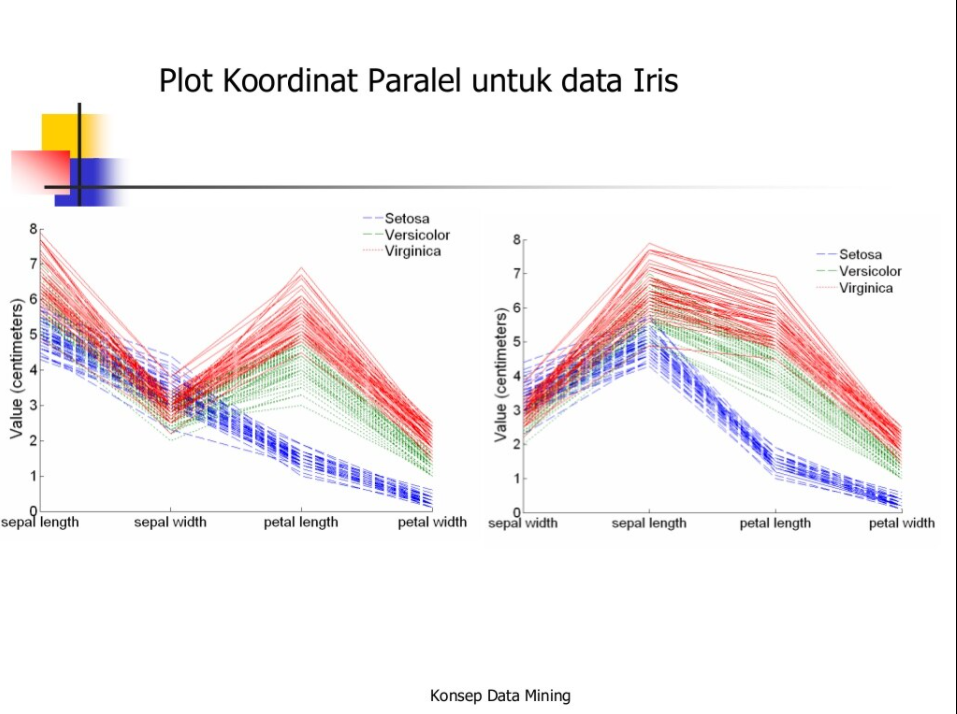 Plot Koordinat Paralel untuk data Iris
Setosa
Versicolor
Virginica
Value (centimeters)
8
7
6
5
4
3
2
1
0
sepal length sepal width petal length petal width
Setosa
Versicolor
Virginica
Value (centimeters)
8
7
6
5
4
3
2
1
0
sepal width sepal length petal length petal width
Konsep Data Mining